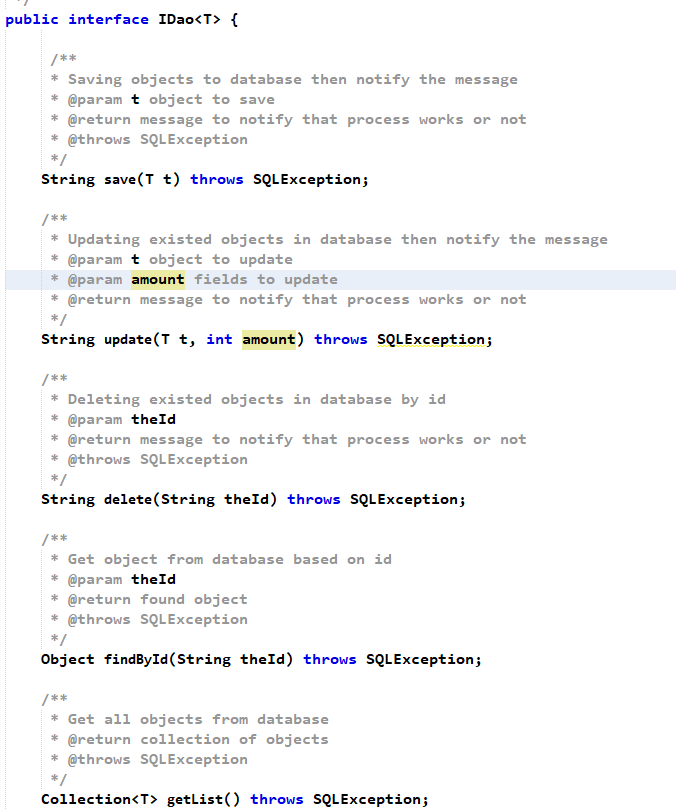 */
public interface IDao<T> {
/**
* Saving objects to database then notify the message
* @param t object to save
* @return message to notify that process works or not
* @throws SQLException
*/
String save(T t) throws SQLException;
/**
* Updating existed objects in database then notify the message
* @param t object to update
* @param amount fields to update
* @return message to notify that process works or not
*/
String update(T t, int amount) throws SQLException;
/**
* Deleting existed objects in database by id
* @param theId
* @return message to notify that process works or not
* @throws SQLException
*/
String delete(String theId) throws SQLException;
/**
* Get object from database based on id
* @param theId
* @return found object
* @throws SQLException
*/
Object findById(String theId) throws SQLException;
/**
* Get all objects from database
* @return collection of objects
* @throws SQLException
*/
Collection<T> getList() throws SQLException;